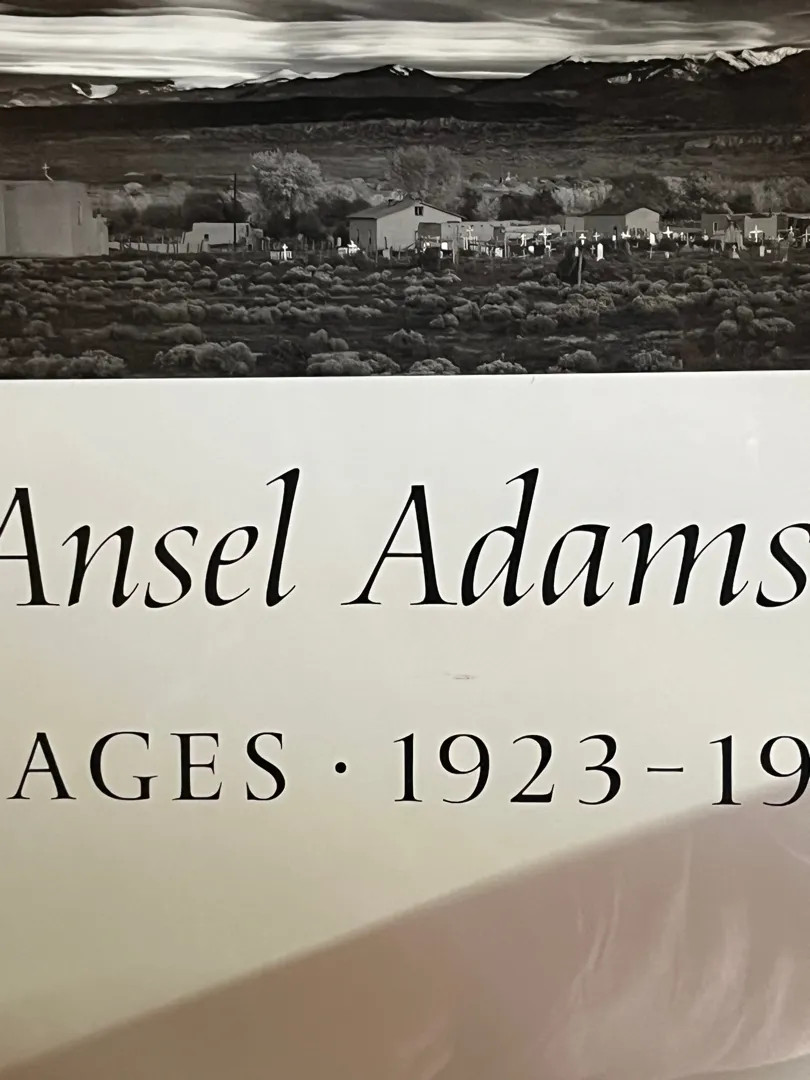 Ansel Adams
AGES · 1923-19